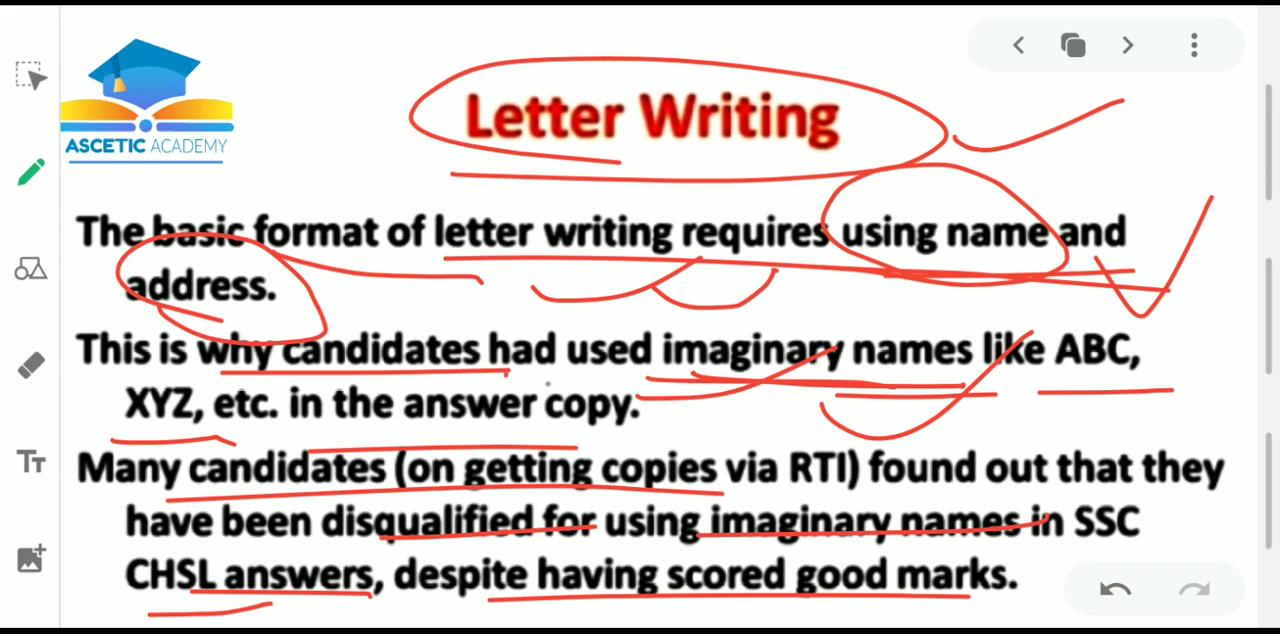 ASCETIC ACADEMY
Letter Writing
The basic format of letter writing requires using name and
address.
This is why candidates had used imaginary names like ABC,
XYZ, etc. in the answer copy.
Many candidates (on getting copies via RTI) found out that they
have been disqualified for using imaginary names in SSC
CHSL answers, despite having scored good marks.